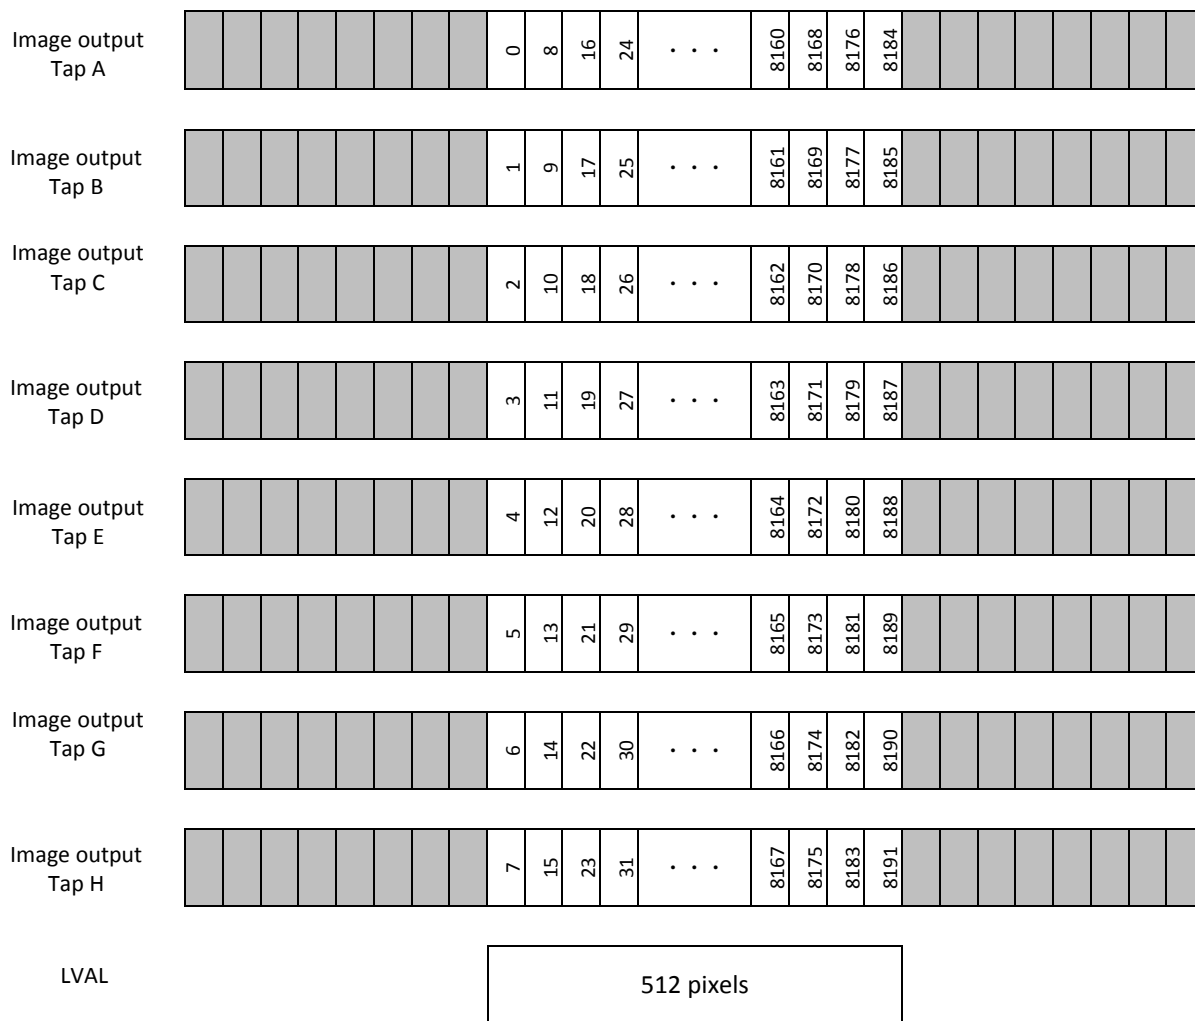 Image output
Tap A
0 8 16 24 · · · 8160 8168 8176 8184
Image output
Tap B
1 9 17 25 · · · 8161 8169 8177 8185
Image output
Tap C
2 10 18 26 · · · 8162 8170 8178 8186
Image output
Tap D
3 11 19 27 · · · 8163 8171 8179 8187
Image output
Tap E
4 12 20 28 · · · 8164 8172 8180 8188
Image output
Tap F
5 13 21 29 · · · 8165 8173 8181 8189
Image output
Tap G
6 14 22 30 · · · 8166 8174 8182 8190
Image output
Tap H
7 15 23 31 · · · 8167 8175 8183 8191
LVAL
512 pixels